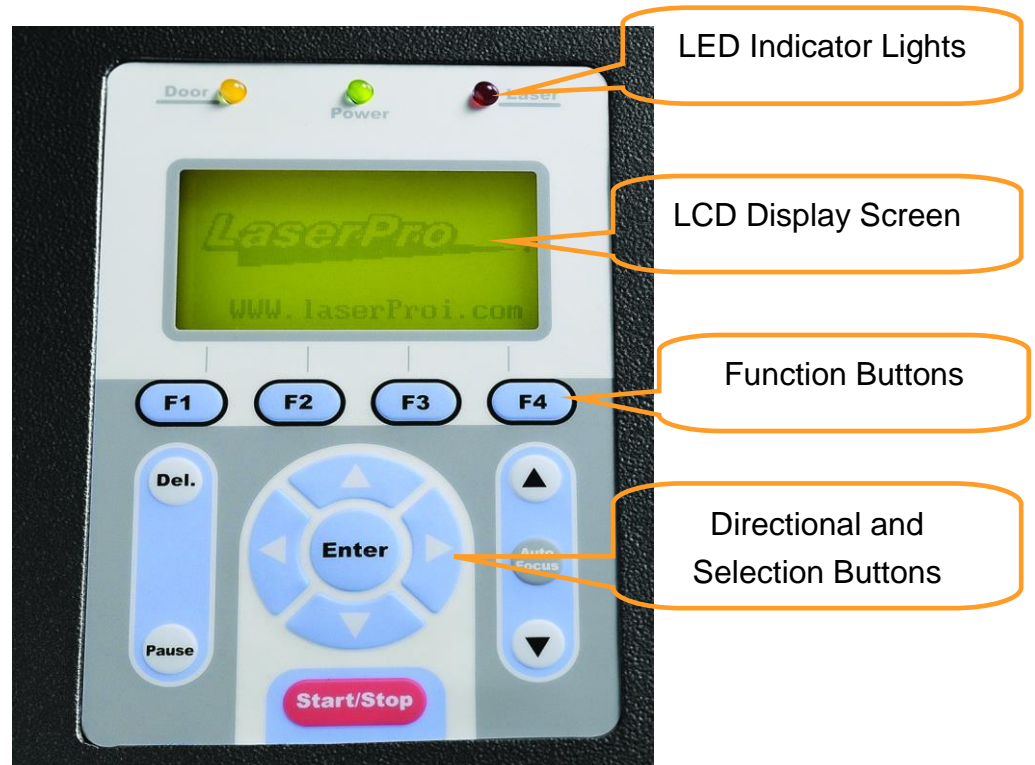 LED Indicator Lights
Door
Power
Laser
LaserPro
LCD Display Screen
WWW.laserProi.com
Function Buttons
F1 F2 F3 F4
Del.
Enter
Auto
Focus
Directional and
Selection Buttons
Pause
Start/Stop